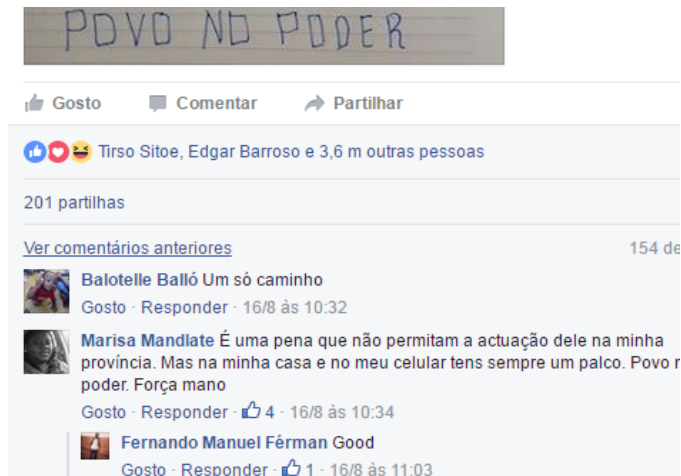 POVO NO PODER
Gosto Comentar Partilhar
Tirso Sitoe, Edgar Barroso e 3,6 m outras pessoas
201 partilhas
Ver comentários anteriores 154 de
Balotelle Balló Um só caminho
Gosto · Responder · 16/8 às 10:32
Marisa Mandlate É uma pena que não permitam a actuação dele na minha
província. Mas na minha casa e no meu celular tens sempre um palco. Povo n
poder. Força mano
Gosto · Responder · 4 · 16/8 às 10:34
Fernando Manuel Férman Good
Gosto · Responder · 1 · 16/8 às 11:03